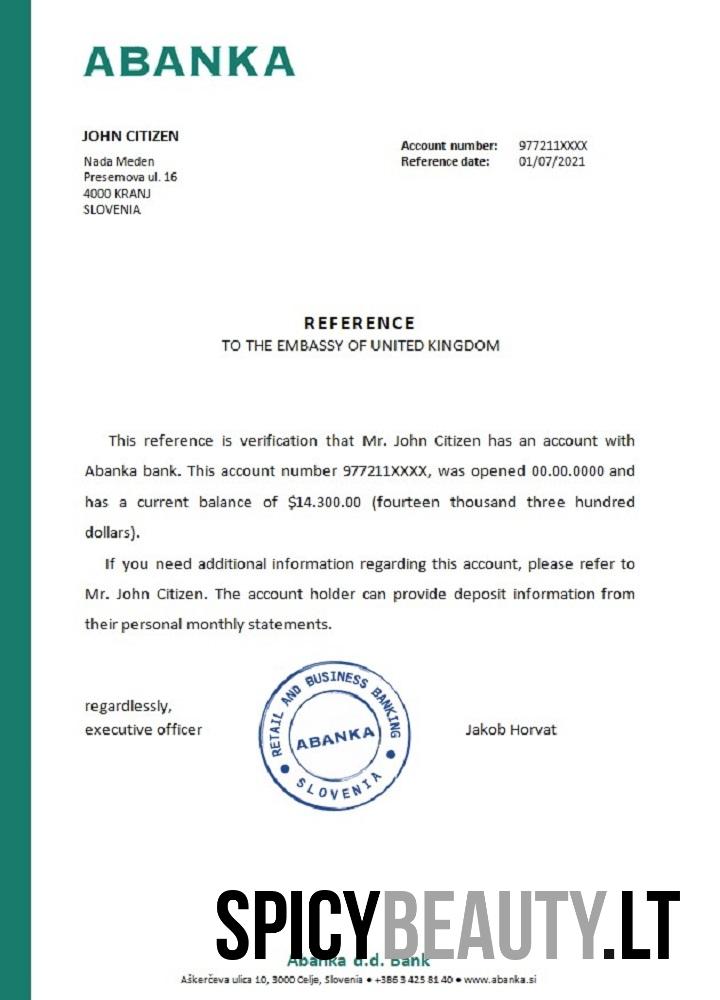 ABANKA
JOHN CITIZEN
Nada Meden
Presernova ul. 16
4000 KRANJ
SLOVENIA
Account number: 977211XXXX
Reference date: 01/07/2021
REFERENCE
TO THE EMBASSY OF UNITED KINGDOM
This reference is verification that Mr. John Citizen has an account with
Abanka bank. This account number 977211XXXX, was opened 00.00.0000 and
has a current balance of $14.300.00 (fourteen thousand three hundred
dollars).
If you need additional information regarding this account, please refer to
Mr. John Citizen. The account holder can provide deposit information from
their personal monthly statements.
regardlessly,
executive officer
RETAIL AND BUSINESS BANKING
ABANKA
SLOVENIA
Jakob Horvat
SPICYBEAUTY.LT
Abanka d.d. Bank
Aškerčeva ulica 10, 3000 Celje, Slovenia • +386 3 425 81 40 • www.abanka.si